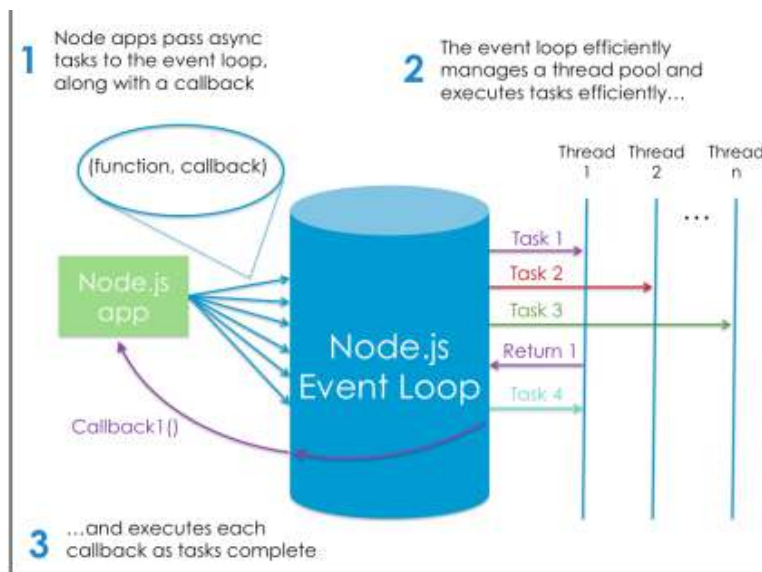 1
Node apps pass async
tasks to the event loop,
along with a callback
2
The event loop efficiently
manages a thread pool and
executes tasks efficiently…
(function, callback)
Thread
1
Thread
2
Thread
n
...
Task 1
Task 2
Task 3
Return 1
Task 4
Node.js
app
Node.js
Event Loop
Callback1()
3
…and executes each
callback as tasks complete